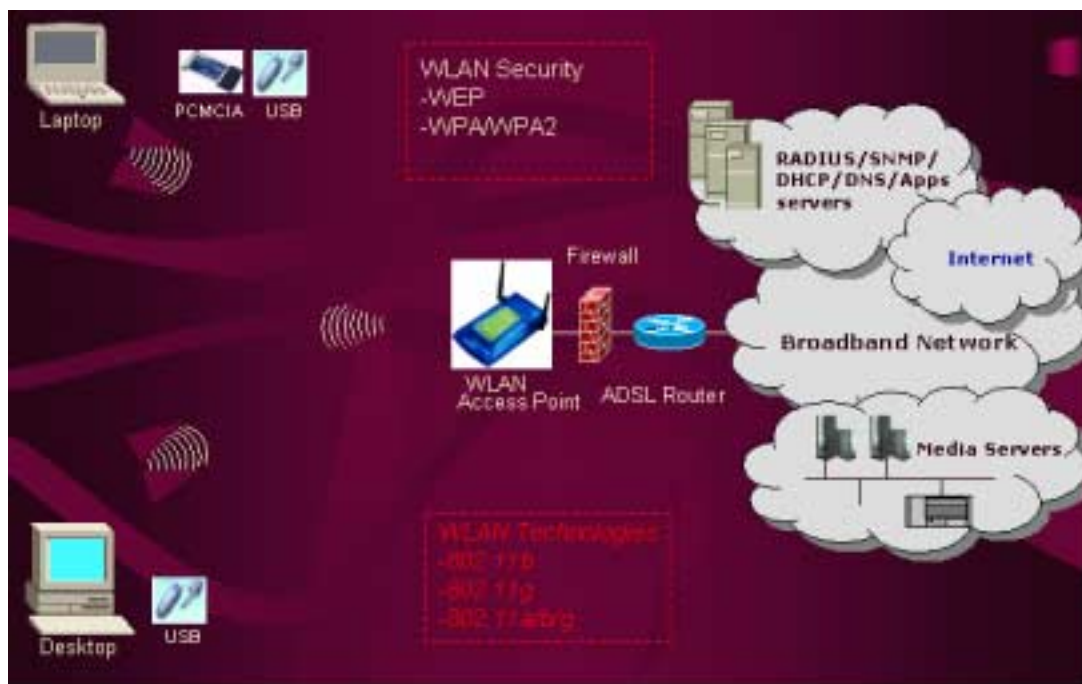 Laptop
PCMCIA
USB
WLAN Security
-WEP
-WPA/WPA2
RADIUS/SNMP/
DHCP/DNS/Apps
servers
Internet
Firewall
Broadband Network
WLAN
Access Point
ADSL Router
Media Servers
WLAN Technologies
-802.11b
-802.11g
-802.11a/b/g
Desktop
USB